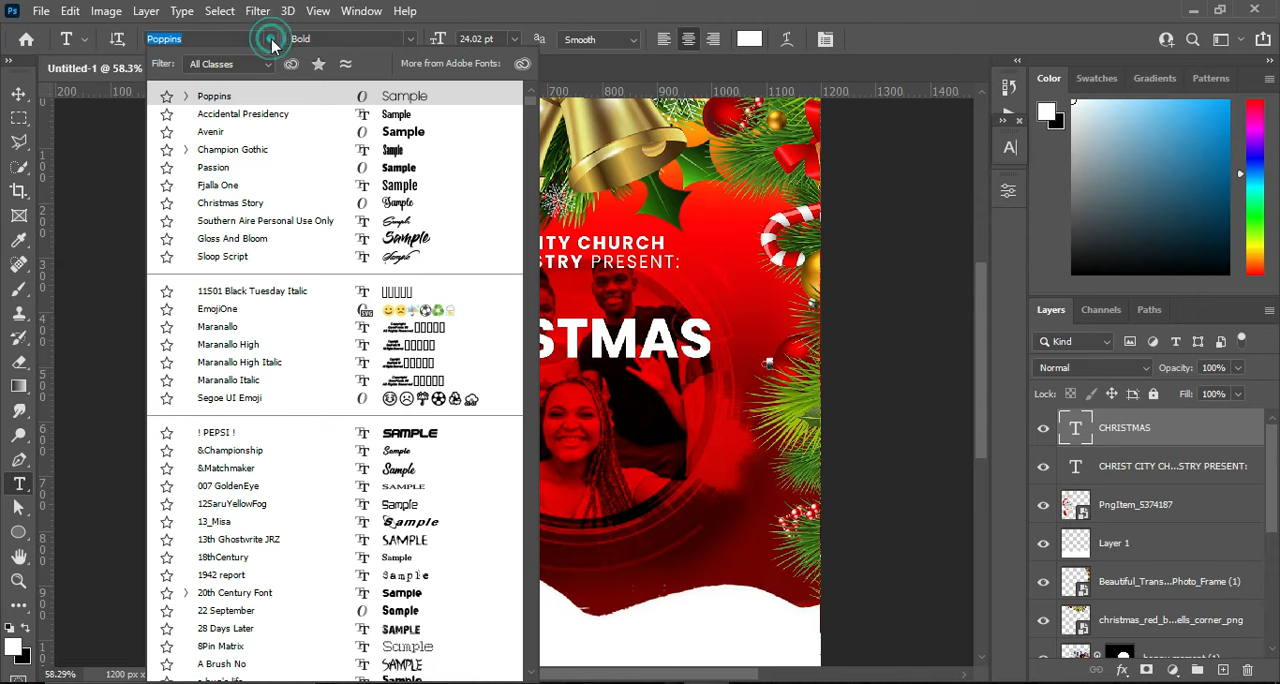 Ps File Edit Image Layer Type Select Filter 3D View Window Help
T Poppins Bold 24.02 pt aa Smooth
Filter: All Classes More from Adobe Fonts:
Untitled-1 @ 58.3%
200 100 700 800 900 1000 1100 1200 1300 1400
Poppins Sample
Accidental Presidency Sample
Avenir Sample
Champion Gothic Sample
Passion Sample
Fjalla One Sample
Christmas Story Sample
Southern Aire Personal Use Only Sample
Gloss And Bloom Sample
Sloop Script Sample
11S01 Black Tuesday Italic
EmojiOne
Maranallo
Maranallo High
Maranallo High Italic
Maranallo Italic
Segoe UI Emoji
! PEPSI ! SAMPLE
&Championship Sample
&Matchmaker Sample
007 GoldenEye SAMPLE
12SaruYellowFog Sample
13_Misa Sample
13th Ghostwrite JRZ SAMPLE
18thCentury Sample
1942 report Sample
20th Century Font Sample
22 September Sample
28 Days Later SAMPLE
8Pin Matrix Sample
A Brush No SAMPLE
ITY CHURCH
STRY PRESENT:
STMAS
Color Swatches Gradients Patterns
Layers Channels Paths
Kind
Normal Opacity: 100%
Lock: Fill: 100%
CHRISTMAS
CHRIST CITY CH...STRY PRESENT:
PngItem_5374187
Layer 1
Beautiful_Trans...Photo_Frame (1)
christmas_red_b...ells_corner_png
58.29% 1200 px